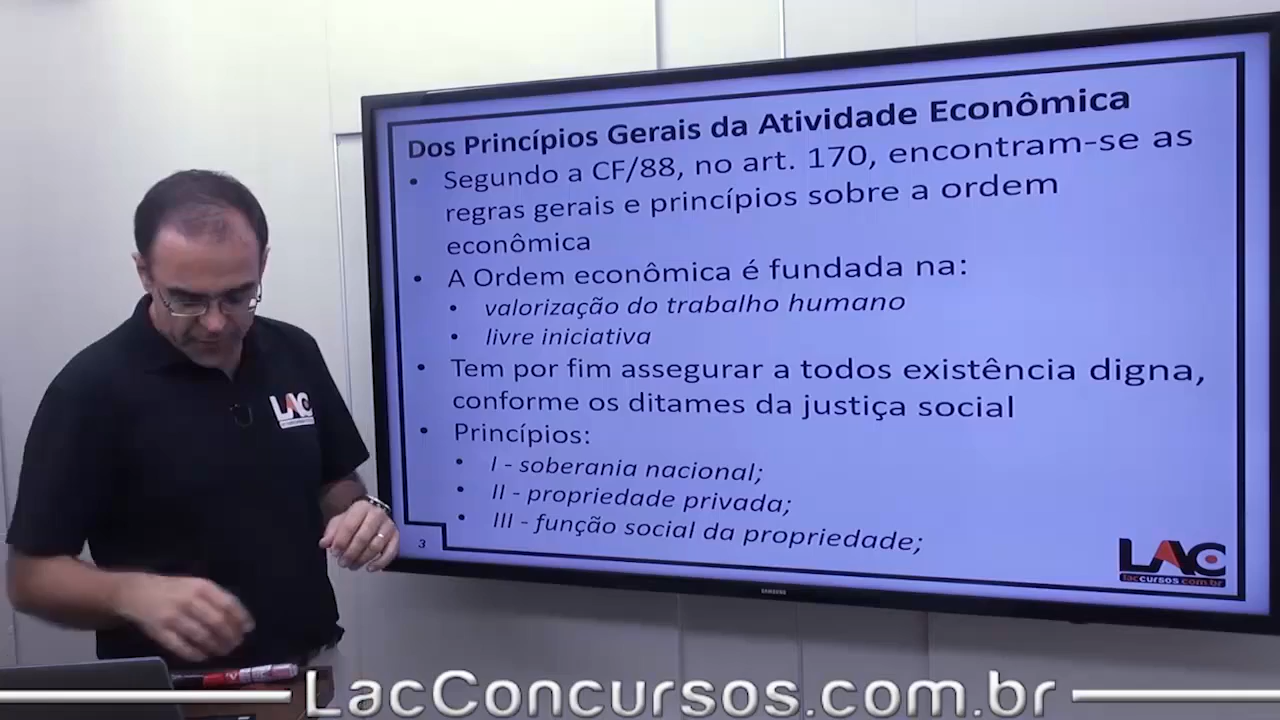 Dos Princípios Gerais da Atividade Econômica
• Segundo a CF/88, no art. 170, encontram-se as
regras gerais e princípios sobre a ordem
econômica
• A Ordem econômica é fundada na:
• valorização do trabalho humano
• livre iniciativa
• Tem por fim assegurar a todos existência digna,
conforme os ditames da justiça social
• Princípios:
• I - soberania nacional;
• II - propriedade privada;
• III - função social da propriedade;
3
LAC
laccursos.com.br
SAMSUNG
LAC
LacConcursos.com.br